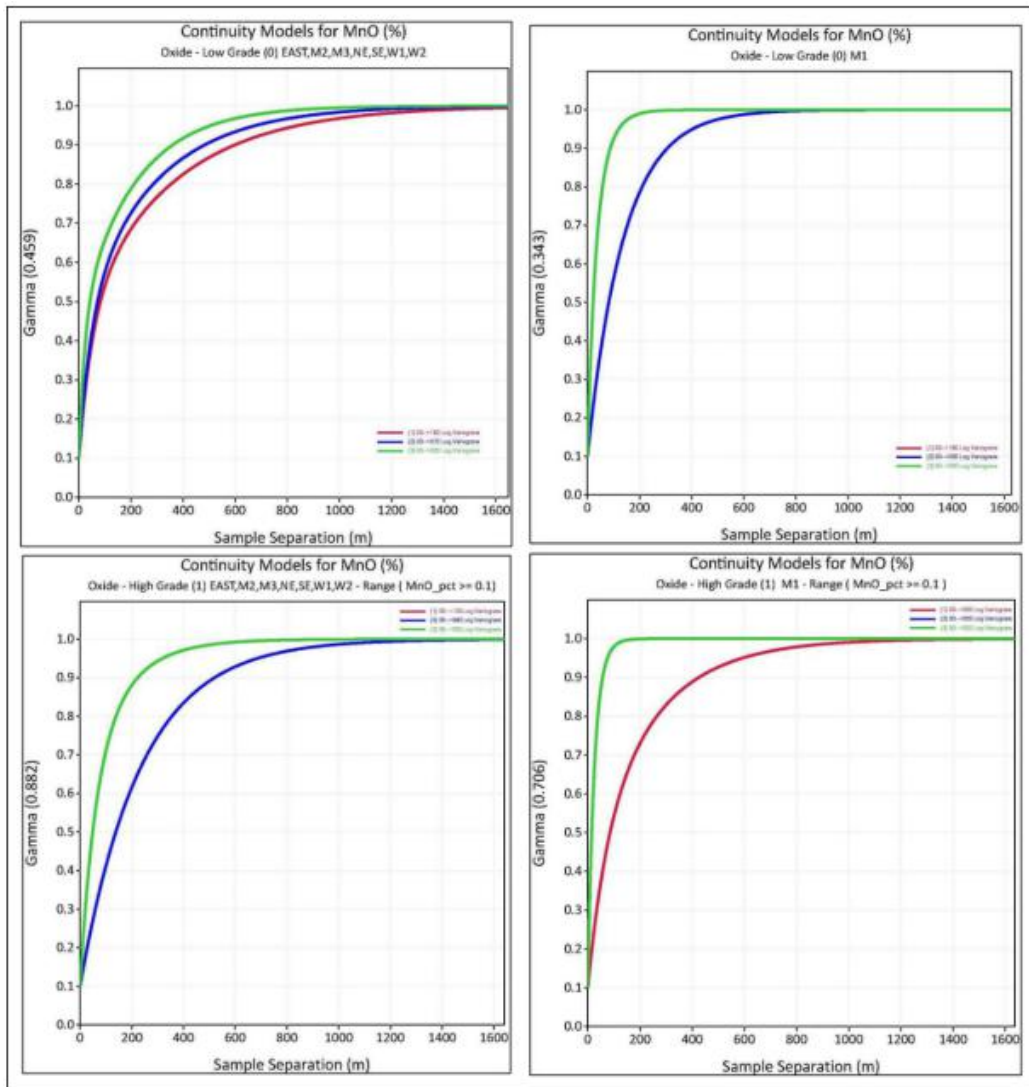 Continuity Models for MnO (%)
Oxide - Low Grade (0) EAST,M2,M3,NE,SE,W1,W2
Gamma (0.459)
1.0
0.9
0.8
0.7
0.6
0.5
0.4
0.3
0.2
0.1
0.0
0 200 400 600 800 1000 1200 1400 1600
Sample Separation (m)
Continuity Models for MnO (%)
Oxide - Low Grade (0) M1
Gamma (0.343)
1.0
0.9
0.8
0.7
0.6
0.5
0.4
0.3
0.2
0.1
0.0
0 200 400 600 800 1000 1200 1400 1600
Sample Separation (m)
Continuity Models for MnO (%)
Oxide - High Grade (1) EAST,M2,M3,NE,SE,W1,W2 - Range ( MnO_pct >= 0.1)
Gamma (0.882)
1.0
0.9
0.8
0.7
0.6
0.5
0.4
0.3
0.2
0.1
0.0
0 200 400 600 800 1000 1200 1400 1600
Sample Separation (m)
Continuity Models for MnO (%)
Oxide - High Grade (1) M1 - Range ( MnO_pct >= 0.1 )
Gamma (0.706)
1.0
0.9
0.8
0.7
0.6
0.5
0.4
0.3
0.2
0.1
0.0
0 200 400 600 800 1000 1200 1400 1600
Sample Separation (m)